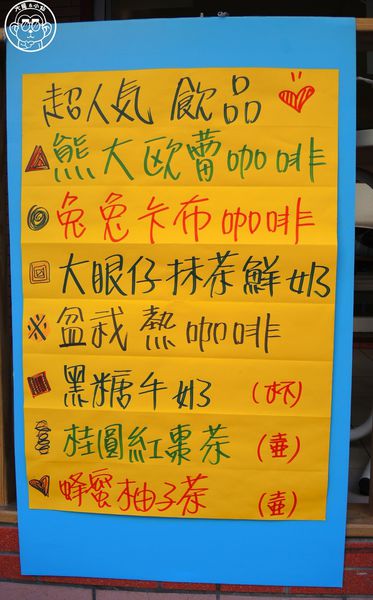 超人気 飲品
熊大欧蕾咖啡
兔兔卡布咖啡
大眼仔抹茶鮮奶
盆栽熱咖啡
黑糖牛奶 (杯)
桂圓紅棗茶 (壺)
蜂蜜柚子茶 (壺)